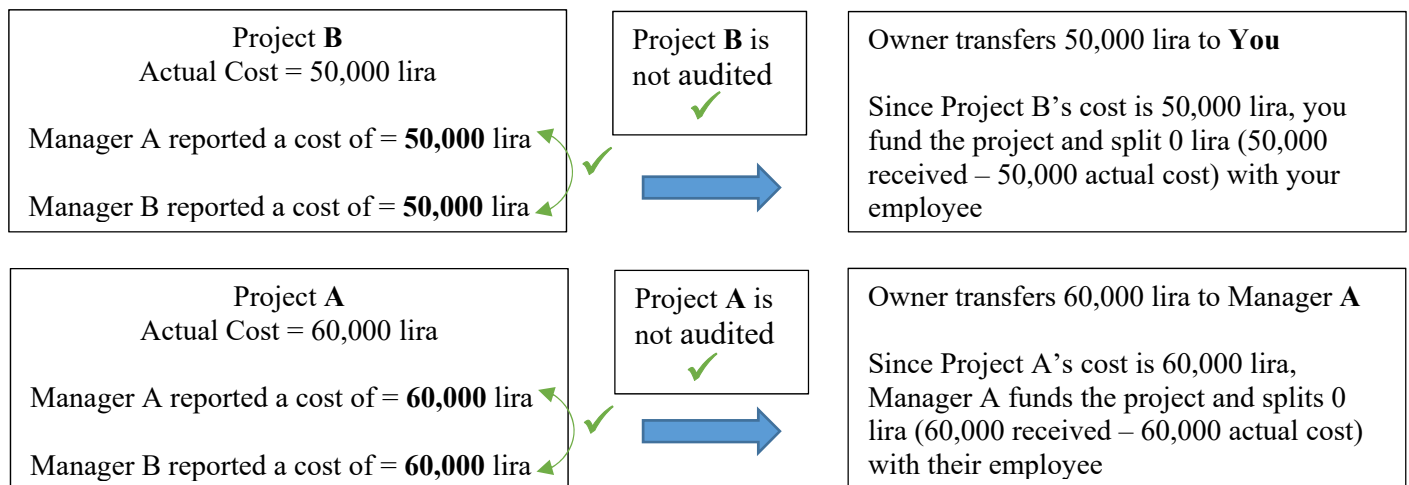 Project B
Actual Cost = 50,000 lira
Manager A reported a cost of = 50,000 lira
Manager B reported a cost of = 50,000 lira
Project B is
not audited
Owner transfers 50,000 lira to You
Since Project B’s cost is 50,000 lira, you
fund the project and split 0 lira (50,000
received – 50,000 actual cost) with your
employee
Project A
Actual Cost = 60,000 lira
Manager A reported a cost of = 60,000 lira
Manager B reported a cost of = 60,000 lira
Project A is
not audited
Owner transfers 60,000 lira to Manager A
Since Project A’s cost is 60,000 lira,
Manager A funds the project and splits 0
lira (60,000 received – 60,000 actual cost)
with their employee